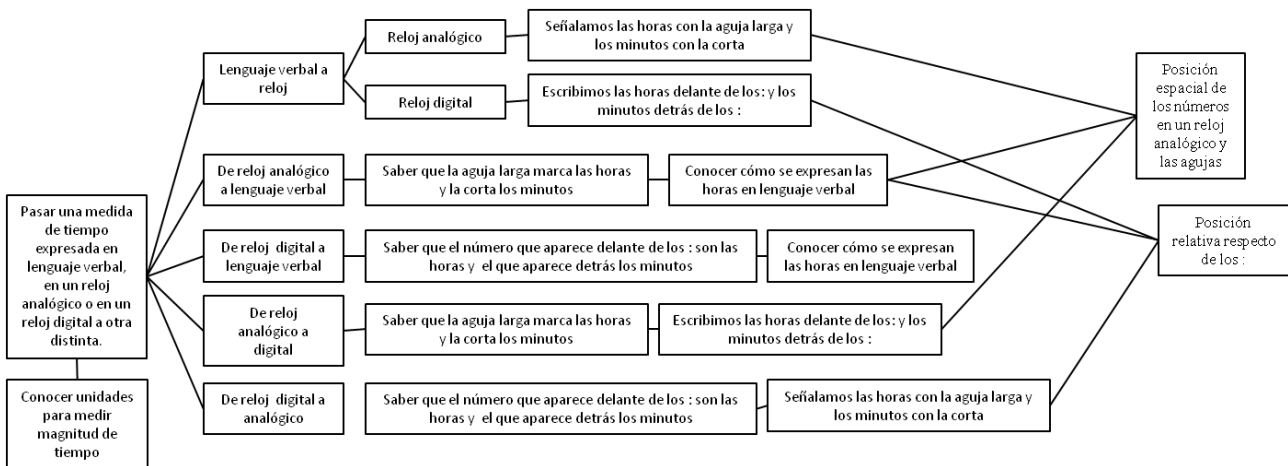 Pasar una medida
de tiempo
expresada en
lenguaje verbal,
en un reloj
analógico o en un
reloj digital a otra
distinta.
Conocer unidades
para medir
magnitud de
tiempo
Lenguaje verbal a
reloj
Reloj analógico
Señalamos las horas con la aguja larga y
los minutos con la corta
Reloj digital
Escribimos las horas delante de los: y los
minutos detrás de los :
De reloj analógico
a lenguaje verbal
Saber que la aguja larga marca las horas
y la corta los minutos
Conocer cómo se expresan las
horas en lenguaje verbal
De reloj  digital a
lenguaje verbal
Saber que el número que aparece delante de los : son las
horas y  el que aparece detrás los minutos
Conocer cómo se expresan
las horas en lenguaje verbal
De reloj
analógico a
digital
Saber que la aguja larga marca las horas
y la corta los minutos
Escribimos las horas delante de los: y los
minutos detrás de los :
De reloj  digital a
analógico
Saber que el número que aparece delante de los : son las
horas y  el que aparece detrás los minutos
Señalamos las horas con la aguja larga y
los minutos con la corta
Posición
espacial de
los números
en un reloj
analógico y
las agujas
Posición
relativa respecto
de los :